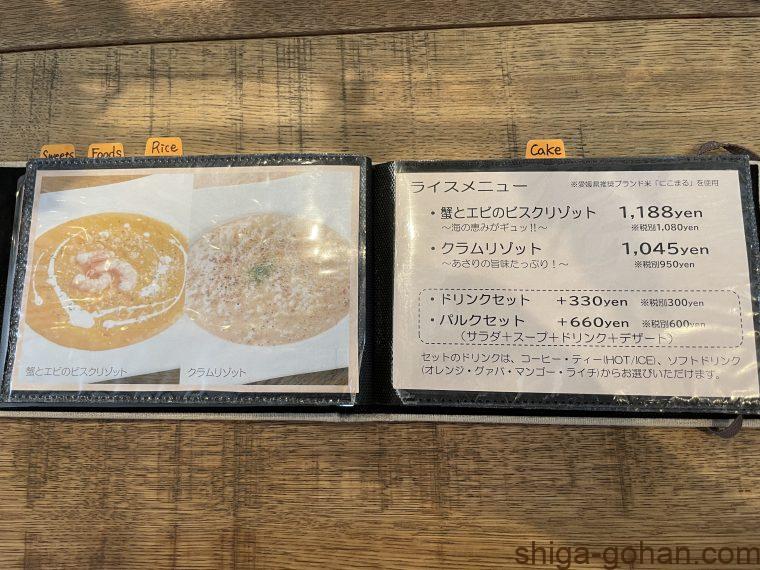 Sweets
Foods
Rice
Cake
蟹とエビのビスクリゾット
クラムリゾット
ライスメニュー
※愛媛県推奨ブランド米「にこまる」を使用
・蟹とエビのビスクリゾット 1,188yen
～海の恵みがギュッ!!～ ※税別1,080yen
・クラムリゾット 1,045yen
～あさりの旨味たっぷり！～ ※税別950yen
・ドリンクセット +330yen ※税別300yen
・パルクセット +660yen ※税別600yen
（サラダ+スープ+ドリンク+デザート）
セットのドリンクは、コーヒー・ティー(HOT/ICE)、ソフトドリンク
(オレンジ・グァバ・マンゴー・ライチ)からお選びいただけます。
shiga-gohan.com